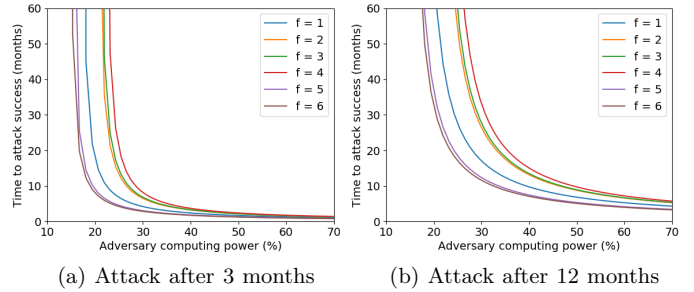 60
50
40
30
20
10
0
Time to attack success (months)
10 20 30 40 50 60 70
Adversary computing power (%)
f = 1
f = 2
f = 3
f = 4
f = 5
f = 6
(a) Attack after 3 months
60
50
40
30
20
10
0
Time to attack success (months)
10 20 30 40 50 60 70
Adversary computing power (%)
f = 1
f = 2
f = 3
f = 4
f = 5
f = 6
(b) Attack after 12 months